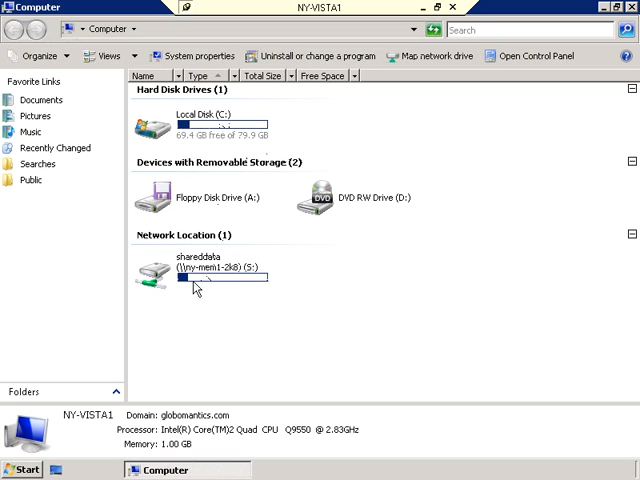 Computer
NY-VISTA1
Computer
Search
Organize
Views
System properties
Uninstall or change a program
Map network drive
Open Control Panel
Favorite Links
Documents
Pictures
Music
Recently Changed
Searches
Public
Name
Type
Total Size
Free Space
Hard Disk Drives (1)
Local Disk (C:)
69.4 GB free of 79.9 GB
Devices with Removable Storage (2)
Floppy Disk Drive (A:)
DVD
DVD RW Drive (D:)
Network Location (1)
shareddata
(\\ny-mem1-2k8) (S:)
Folders
NY-VISTA1
Domain: globomantics.com
Processor: Intel(R) Core(TM)2 Quad CPU Q9550 @ 2.83GHz
Memory: 1.00 GB
Start
Computer